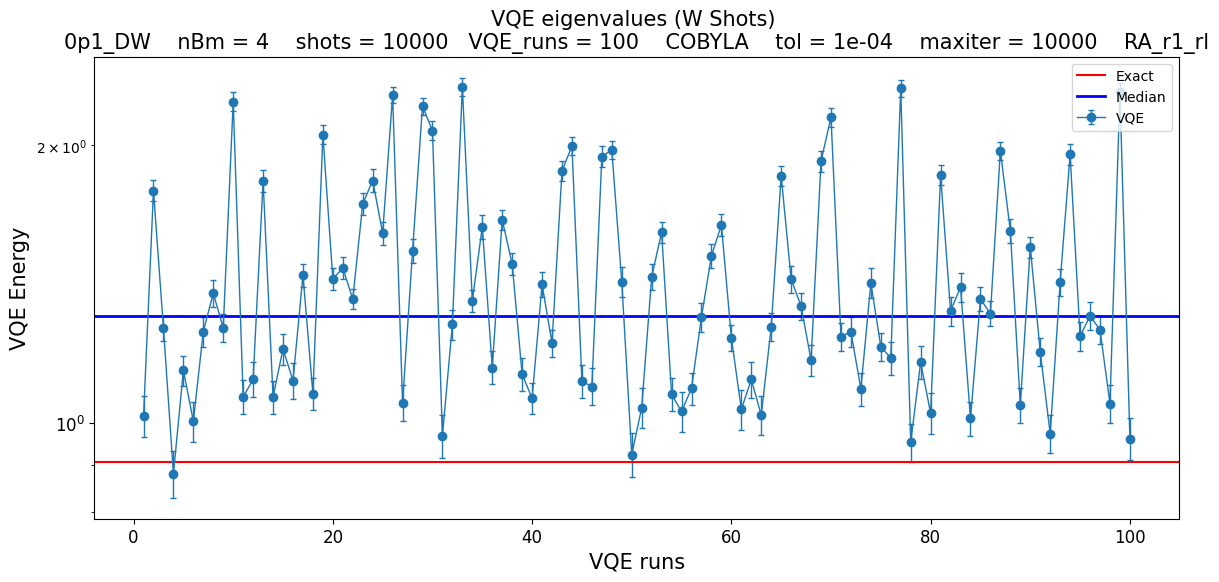 VQE eigenvalues (W Shots)
0p1_DW    nBm = 4    shots = 10000   VQE_runs = 100    COBYLA    tol = 1e-04    maxiter = 10000    RA_r1_rl
Exact
Median
VQE
VQE Energy
2 × 10⁰
10⁰
0 20 40 60 80 100
VQE runs